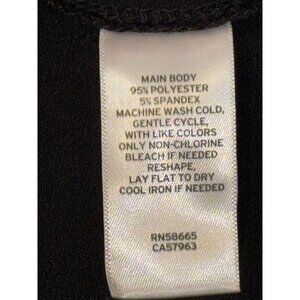 MAIN BODY
95% POLYESTER
5% SPANDEX
MACHINE WASH COLD,
GENTLE CYCLE,
WITH LIKE COLORS
ONLY NON-CHLORINE
BLEACH IF NEEDED
RESHAPE,
LAY FLAT TO DRY
COOL IRON IF NEEDED
RN58665
CA57963